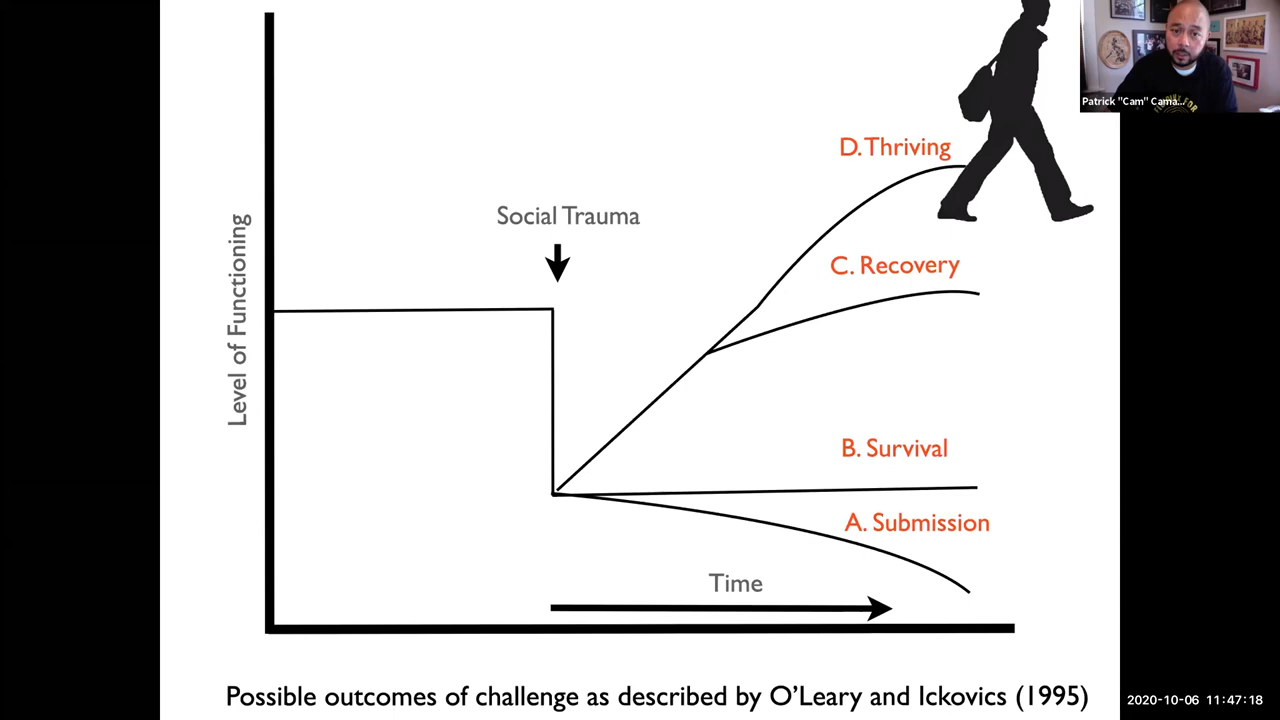 Patrick "Cam" Cama...
D. Thriving
Social Trauma
C. Recovery
Level of Functioning
B. Survival
A. Submission
Time
Possible outcomes of challenge as described by O'Leary and Ickovics (1995)
2020-10-06 11:47:18